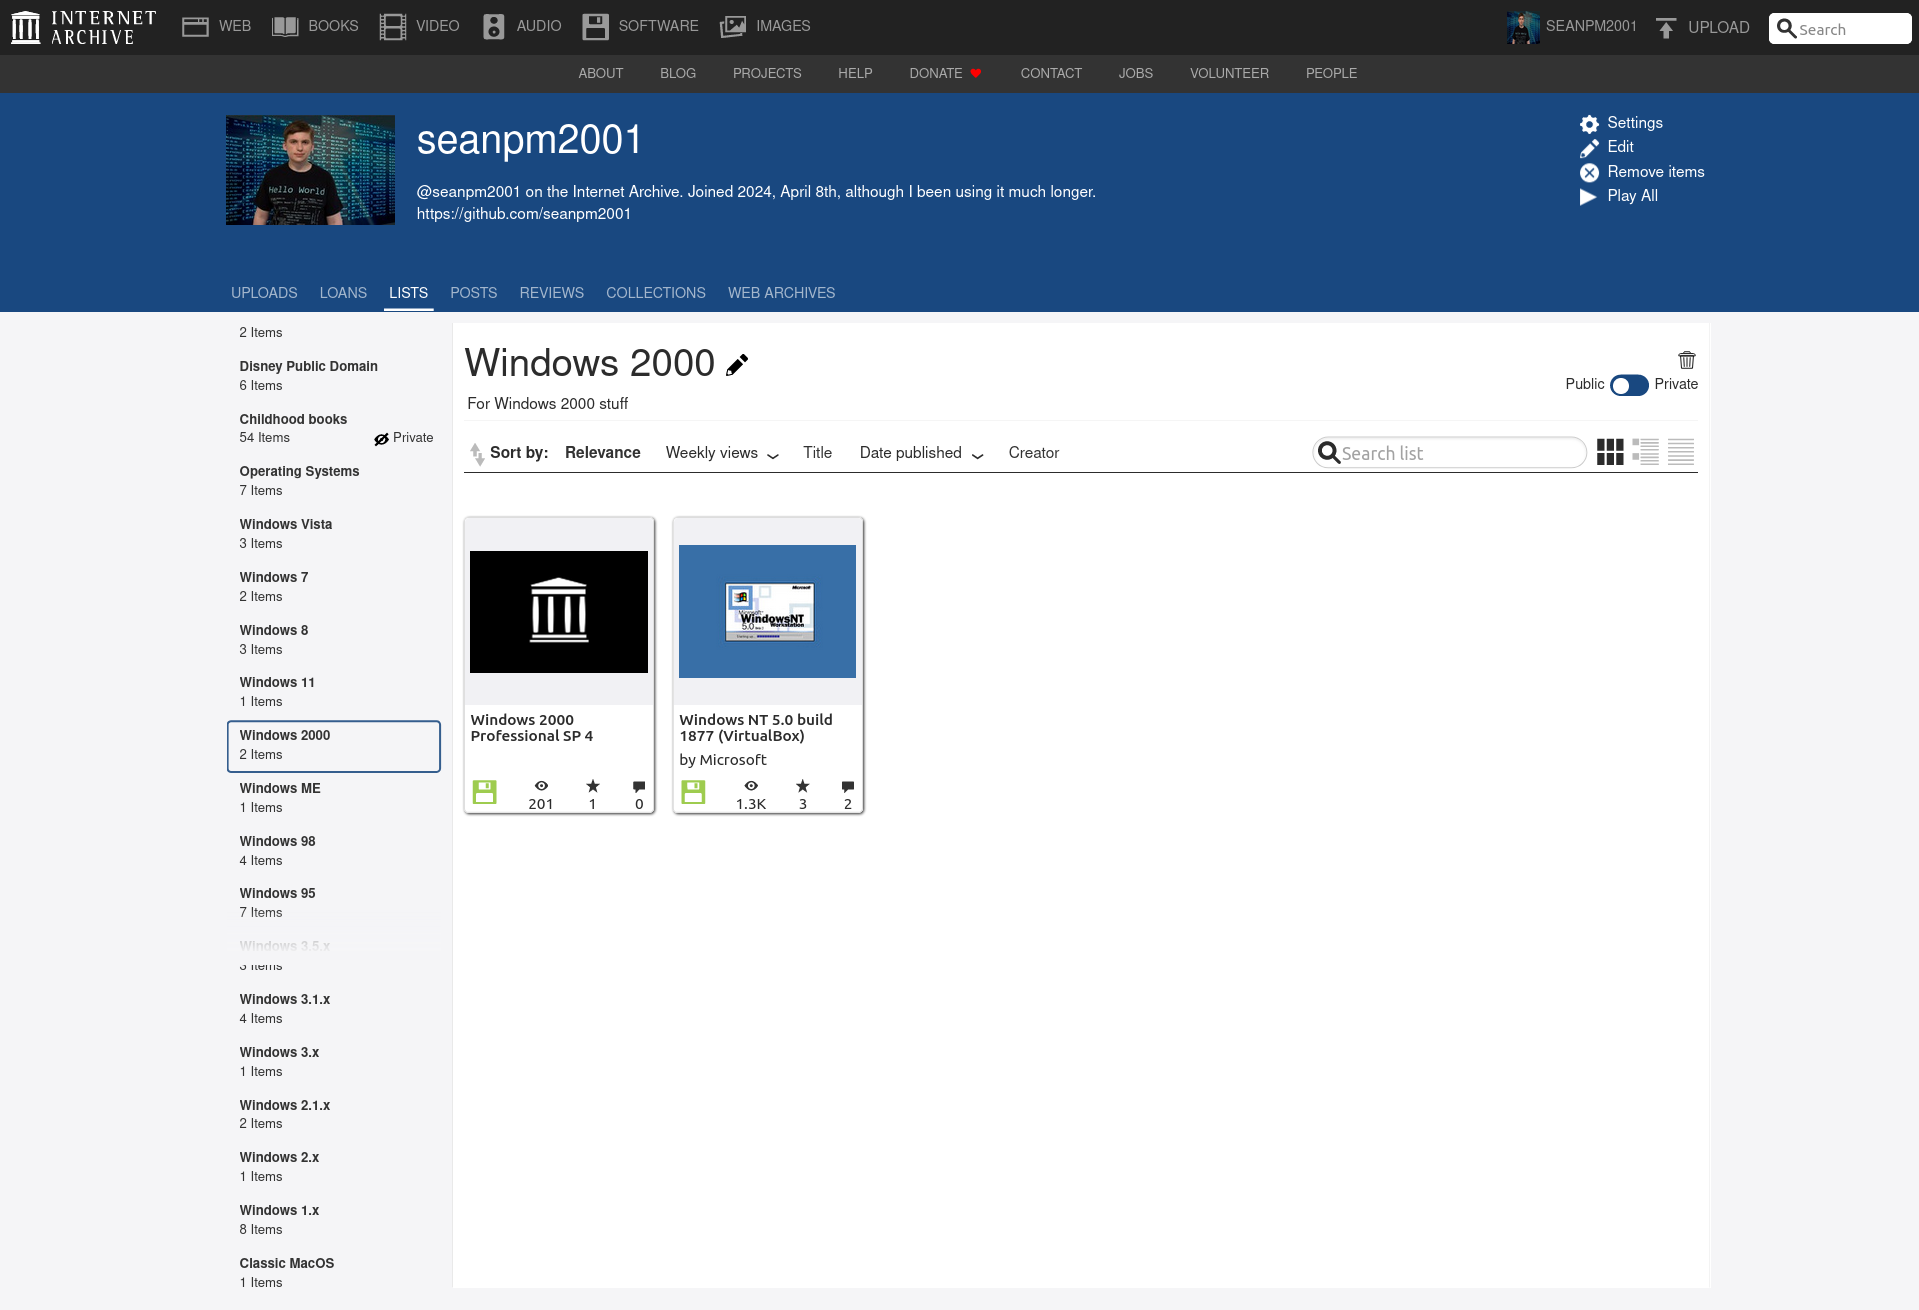 INTERNET
ARCHIVE
WEB
BOOKS
VIDEO
AUDIO
SOFTWARE
IMAGES
SEANPM2001
UPLOAD
Search
ABOUT
BLOG
PROJECTS
HELP
DONATE
CONTACT
JOBS
VOLUNTEER
PEOPLE
Hello World
seanpm2001
@seanpm2001 on the Internet Archive. Joined 2024, April 8th, although I been using it much longer.
https://github.com/seanpm2001
Settings
Edit
Remove items
Play All
UPLOADS
LOANS
LISTS
POSTS
REVIEWS
COLLECTIONS
WEB ARCHIVES
2 Items
Disney Public Domain
6 Items
Childhood books
54 Items
Private
Operating Systems
7 Items
Windows Vista
3 Items
Windows 7
2 Items
Windows 8
3 Items
Windows 11
1 Items
Windows 2000
2 Items
Windows ME
1 Items
Windows 98
4 Items
Windows 95
7 Items
Windows 3.5.x
3 Items
Windows 3.1.x
4 Items
Windows 3.x
1 Items
Windows 2.1.x
2 Items
Windows 2.x
1 Items
Windows 1.x
8 Items
Classic MacOS
1 Items
Windows 2000
Public
Private
For Windows 2000 stuff
Sort by:
Relevance
Weekly views
Title
Date published
Creator
Search list
Windows 2000
Professional SP 4
201
1
0
Microsoft
Microsoft
WindowsNT
Workstation
5.0
Windows NT 5.0 build
1877 (VirtualBox)
by Microsoft
1.3K
3
2